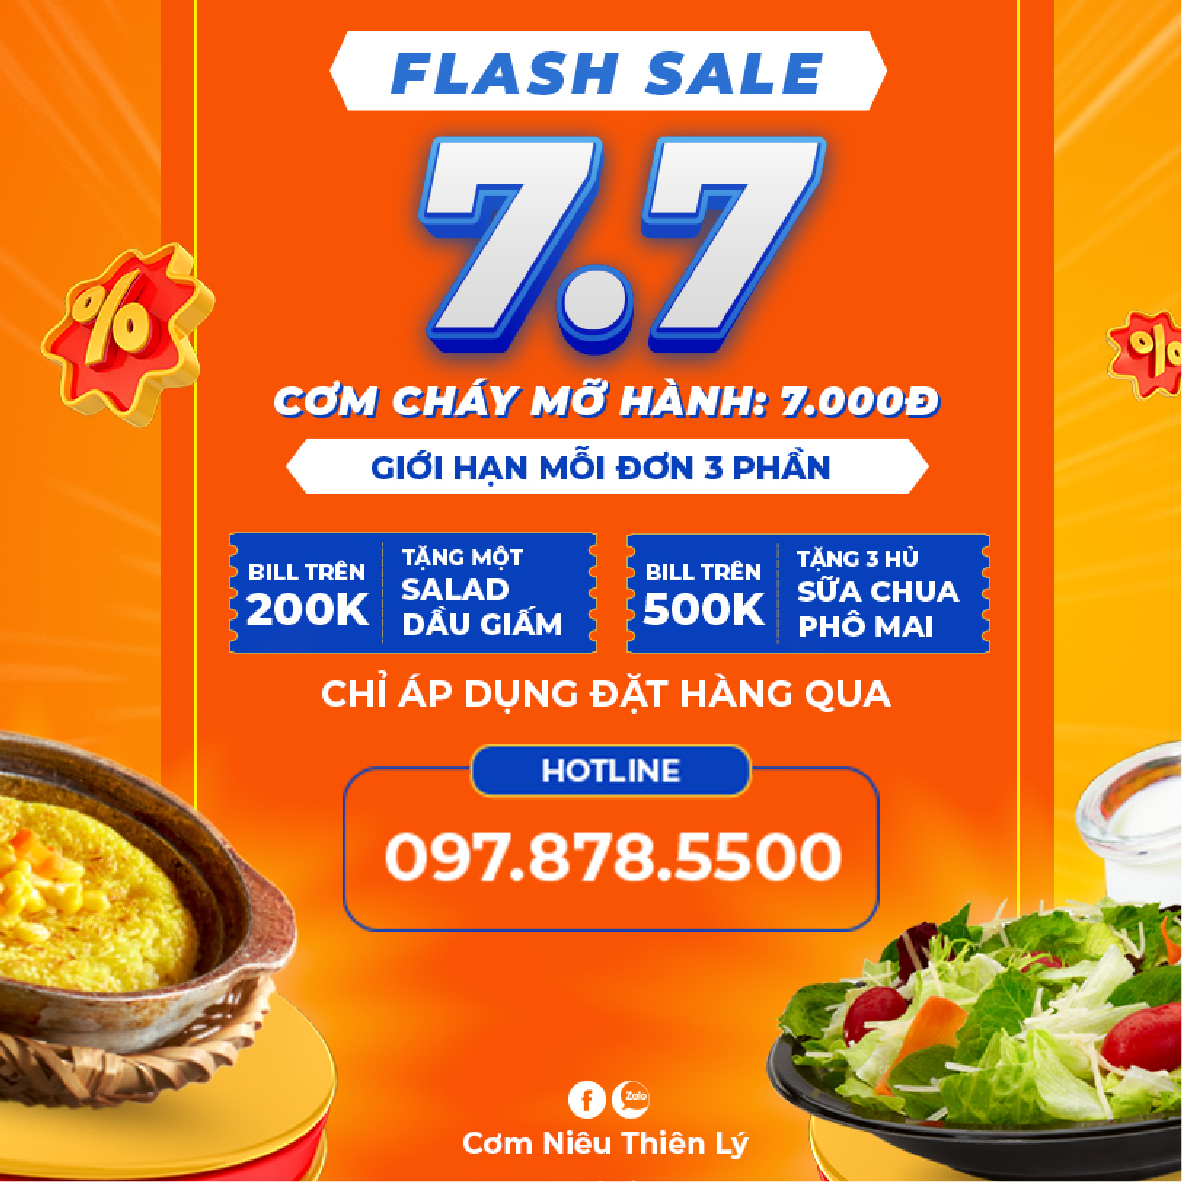 FLASH SALE
7.7
CƠM CHÁY MỠ HÀNH: 7.000Đ
GIỚI HẠN MỖI ĐƠN 3 PHẦN
BILL TRÊN
200K
TẶNG MỘT
SALAD
DẦU GIẤM
BILL TRÊN
500K
TẶNG 3 HỦ
SỮA CHUA
PHÔ MAI
CHỈ ÁP DỤNG ĐẶT HÀNG QUA
HOTLINE
097.878.5500
%
%
f
Zalo
Cơm Niêu Thiên Lý